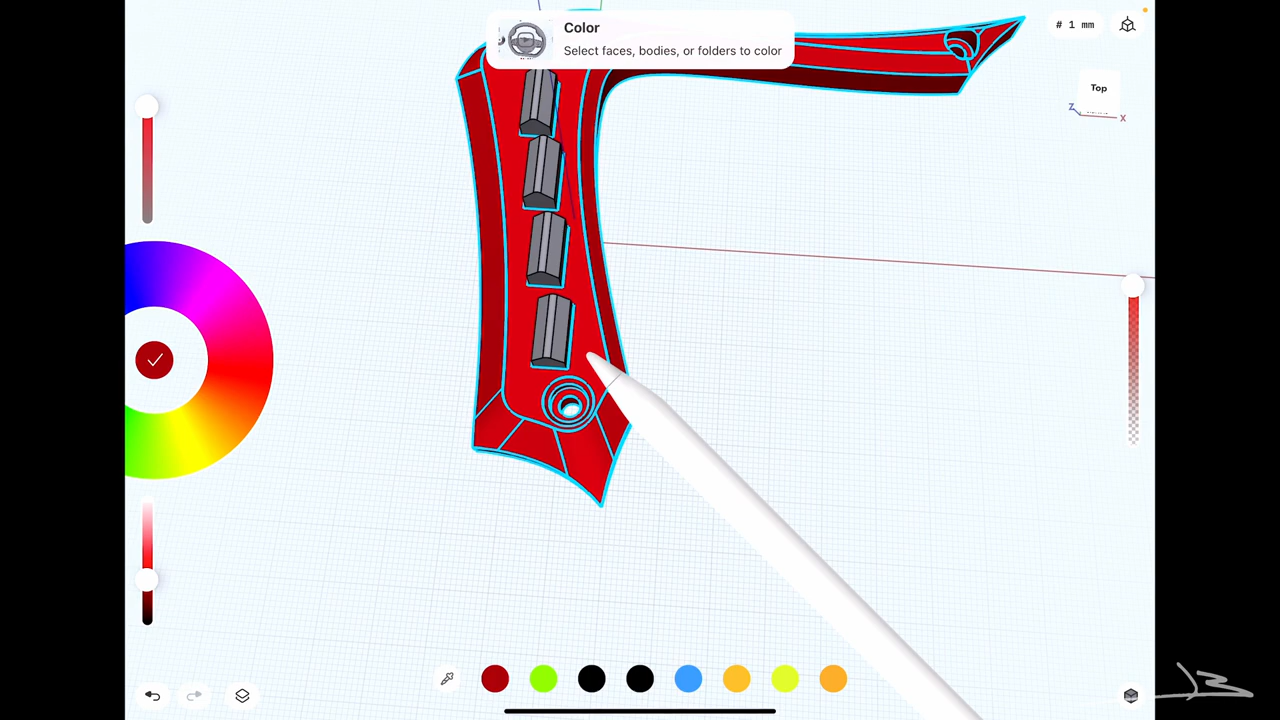 Color
Select faces, bodies, or folders to color
# 1 mm
Top
Z
X